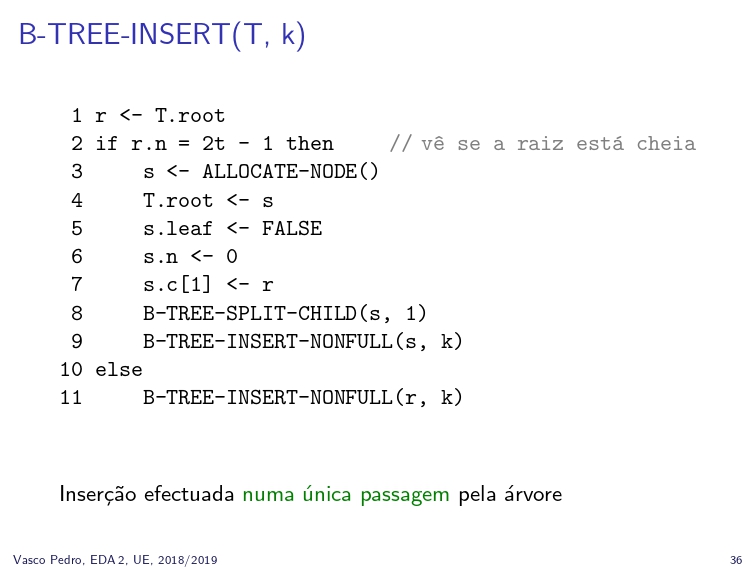 B-TREE-INSERT(T, k)
1 r <- T.root
2 if r.n = 2t - 1 then // vê se a raiz está cheia
3 s <- ALLOCATE-NODE()
4 T.root <- s
5 s.leaf <- FALSE
6 s.n <- 0
7 s.c[1] <- r
8 B-TREE-SPLIT-CHILD(s, 1)
9 B-TREE-INSERT-NONFULL(s, k)
10 else
11 B-TREE-INSERT-NONFULL(r, k)
Inserção efectuada numa única passagem pela árvore
Vasco Pedro, EDA 2, UE, 2018/2019 36